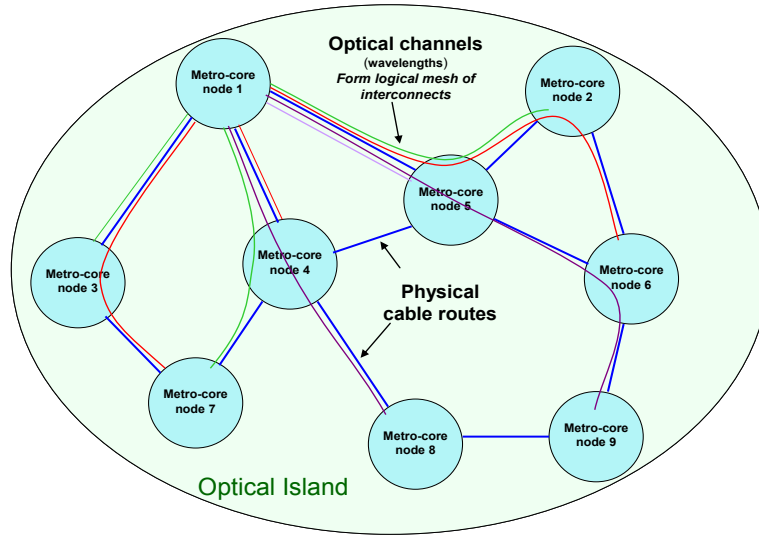 Optical channels
(wavelengths)
Form logical mesh of
interconnects
Metro-core
node 1
Metro-core
node 2
Metro-core
node 5
Metro-core
node 4
Metro-core
node 3
Metro-core
node 6
Physical
cable routes
Metro-core
node 7
Metro-core
node 8
Metro-core
node 9
Optical Island